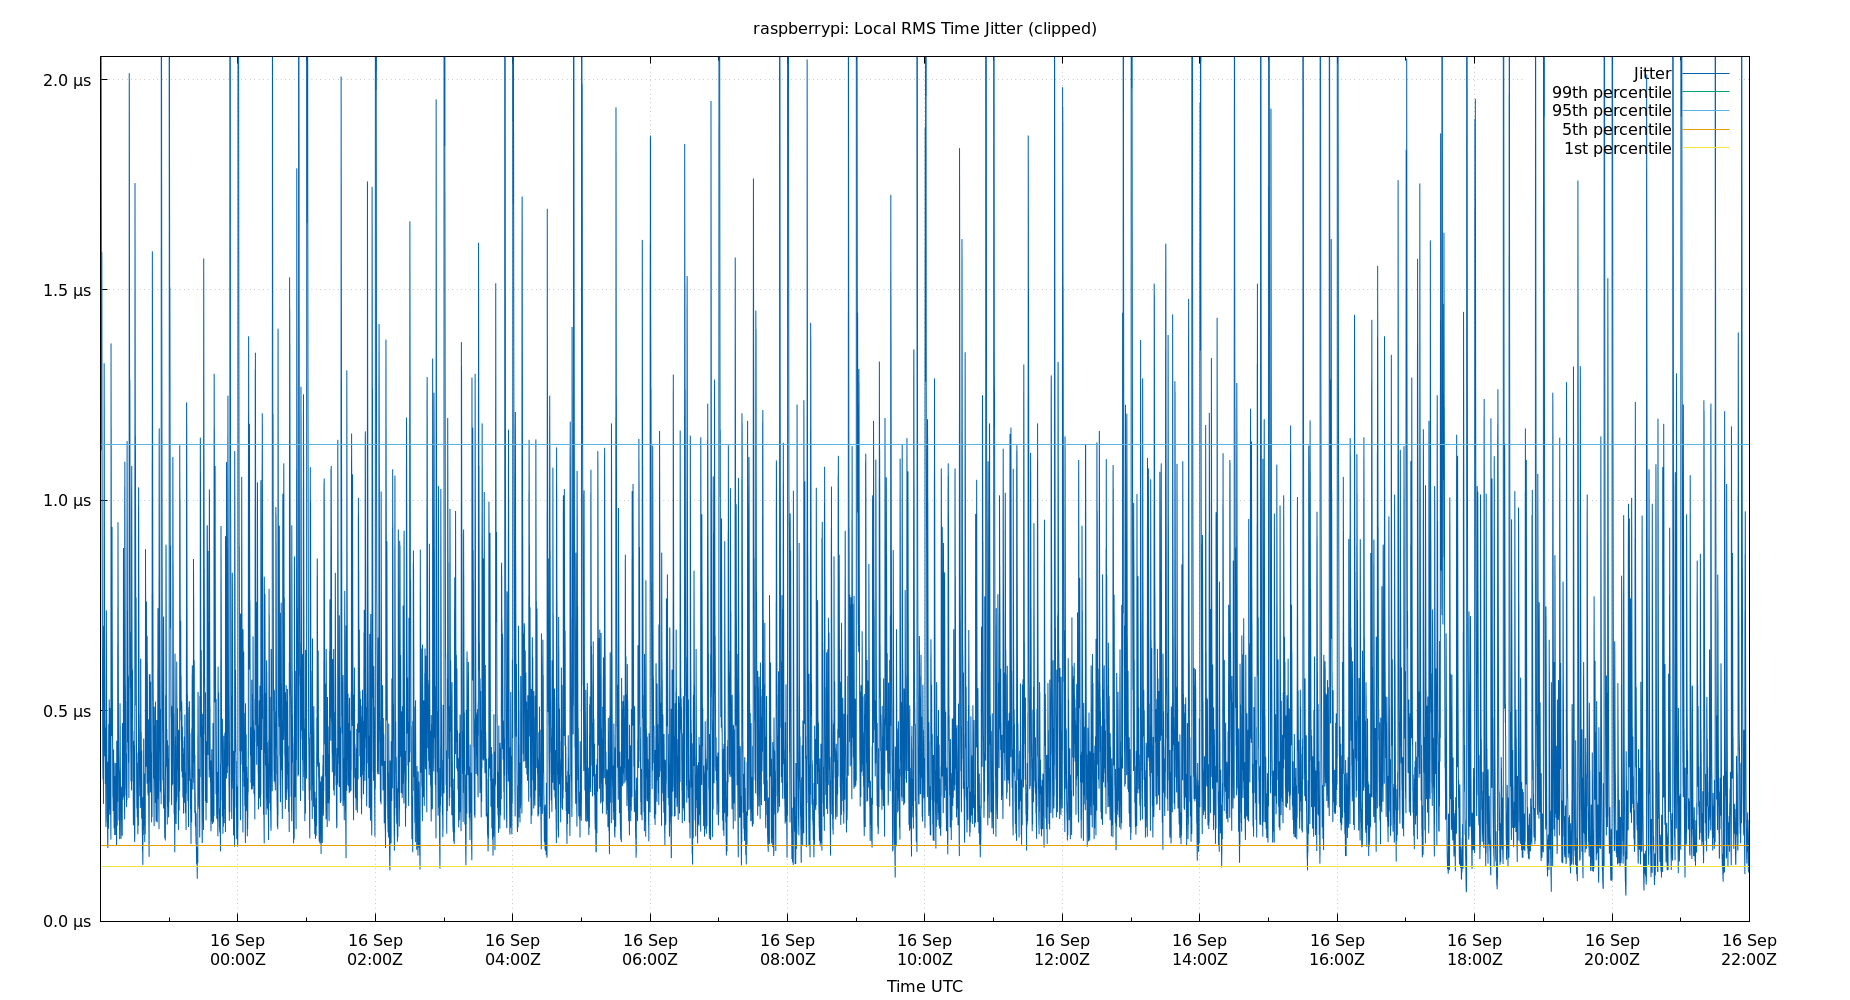 raspberrypi: Local RMS Time Jitter (clipped)
2.0 µs
1.5 µs
1.0 µs
0.5 µs
0.0 µs
Jitter
99th percentile
95th percentile
5th percentile
1st percentile
16 Sep 16 Sep 16 Sep 16 Sep 16 Sep 16 Sep 16 Sep 16 Sep 16 Sep 16 Sep 16 Sep 16 Sep
00:00Z 02:00Z 04:00Z 06:00Z 08:00Z 10:00Z 12:00Z 14:00Z 16:00Z 18:00Z 20:00Z 22:00Z
Time UTC